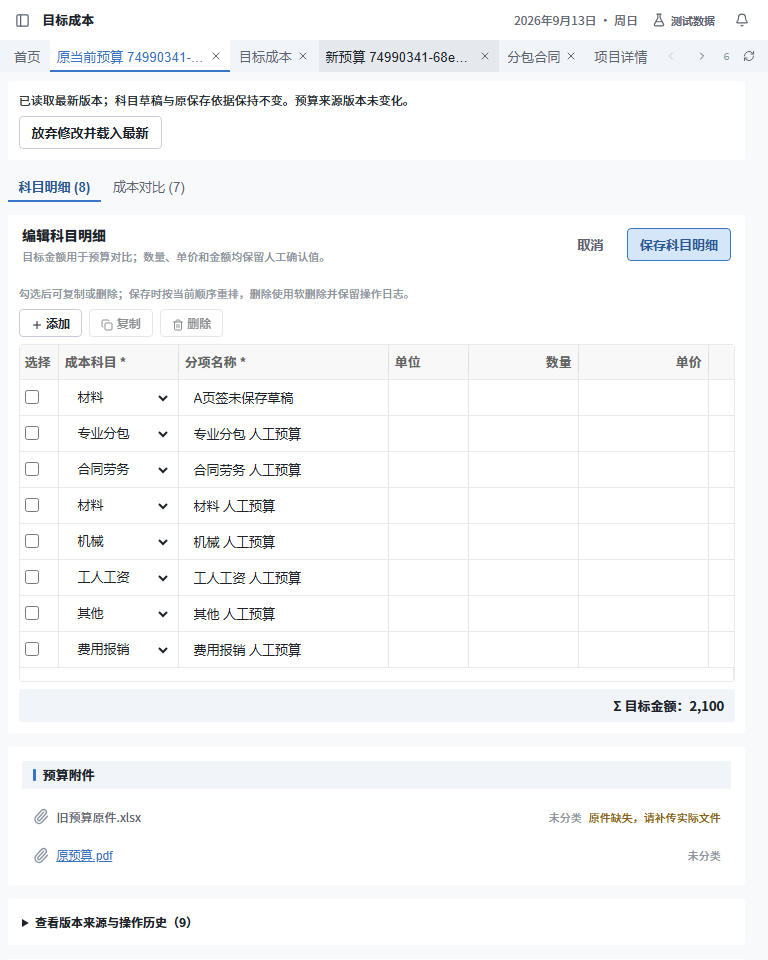 目标成本
2026年9月13日 · 周日 测试数据
首页 原当前预算 74990341-... 目标成本 新预算 74990341-68e... 分包合同 项目详情 6
已读取最新版本；科目草稿与原保存依据保持不变。预算来源版本未变化。
放弃修改并载入最新
科目明细 (8) 成本对比 (7)
编辑科目明细
目标金额用于预算对比；数量、单价和金额均保留人工确认值。
取消 保存科目明细
勾选后可复制或删除；保存时按当前顺序重排，删除使用软删除并保留操作日志。
+ 添加 复制 删除
选择 成本科目 * 分项名称 * 单位 数量 单价
材料 A页签未保存草稿
专业分包 专业分包 人工预算
合同劳务 合同劳务 人工预算
材料 材料 人工预算
机械 机械 人工预算
工人工资 工人工资 人工预算
其他 其他 人工预算
费用报销 费用报销 人工预算
Σ 目标金额：2,100
预算附件
旧预算原件.xlsx 未分类 原件缺失，请补传实际文件
原预算.pdf 未分类
查看版本来源与操作历史（9）